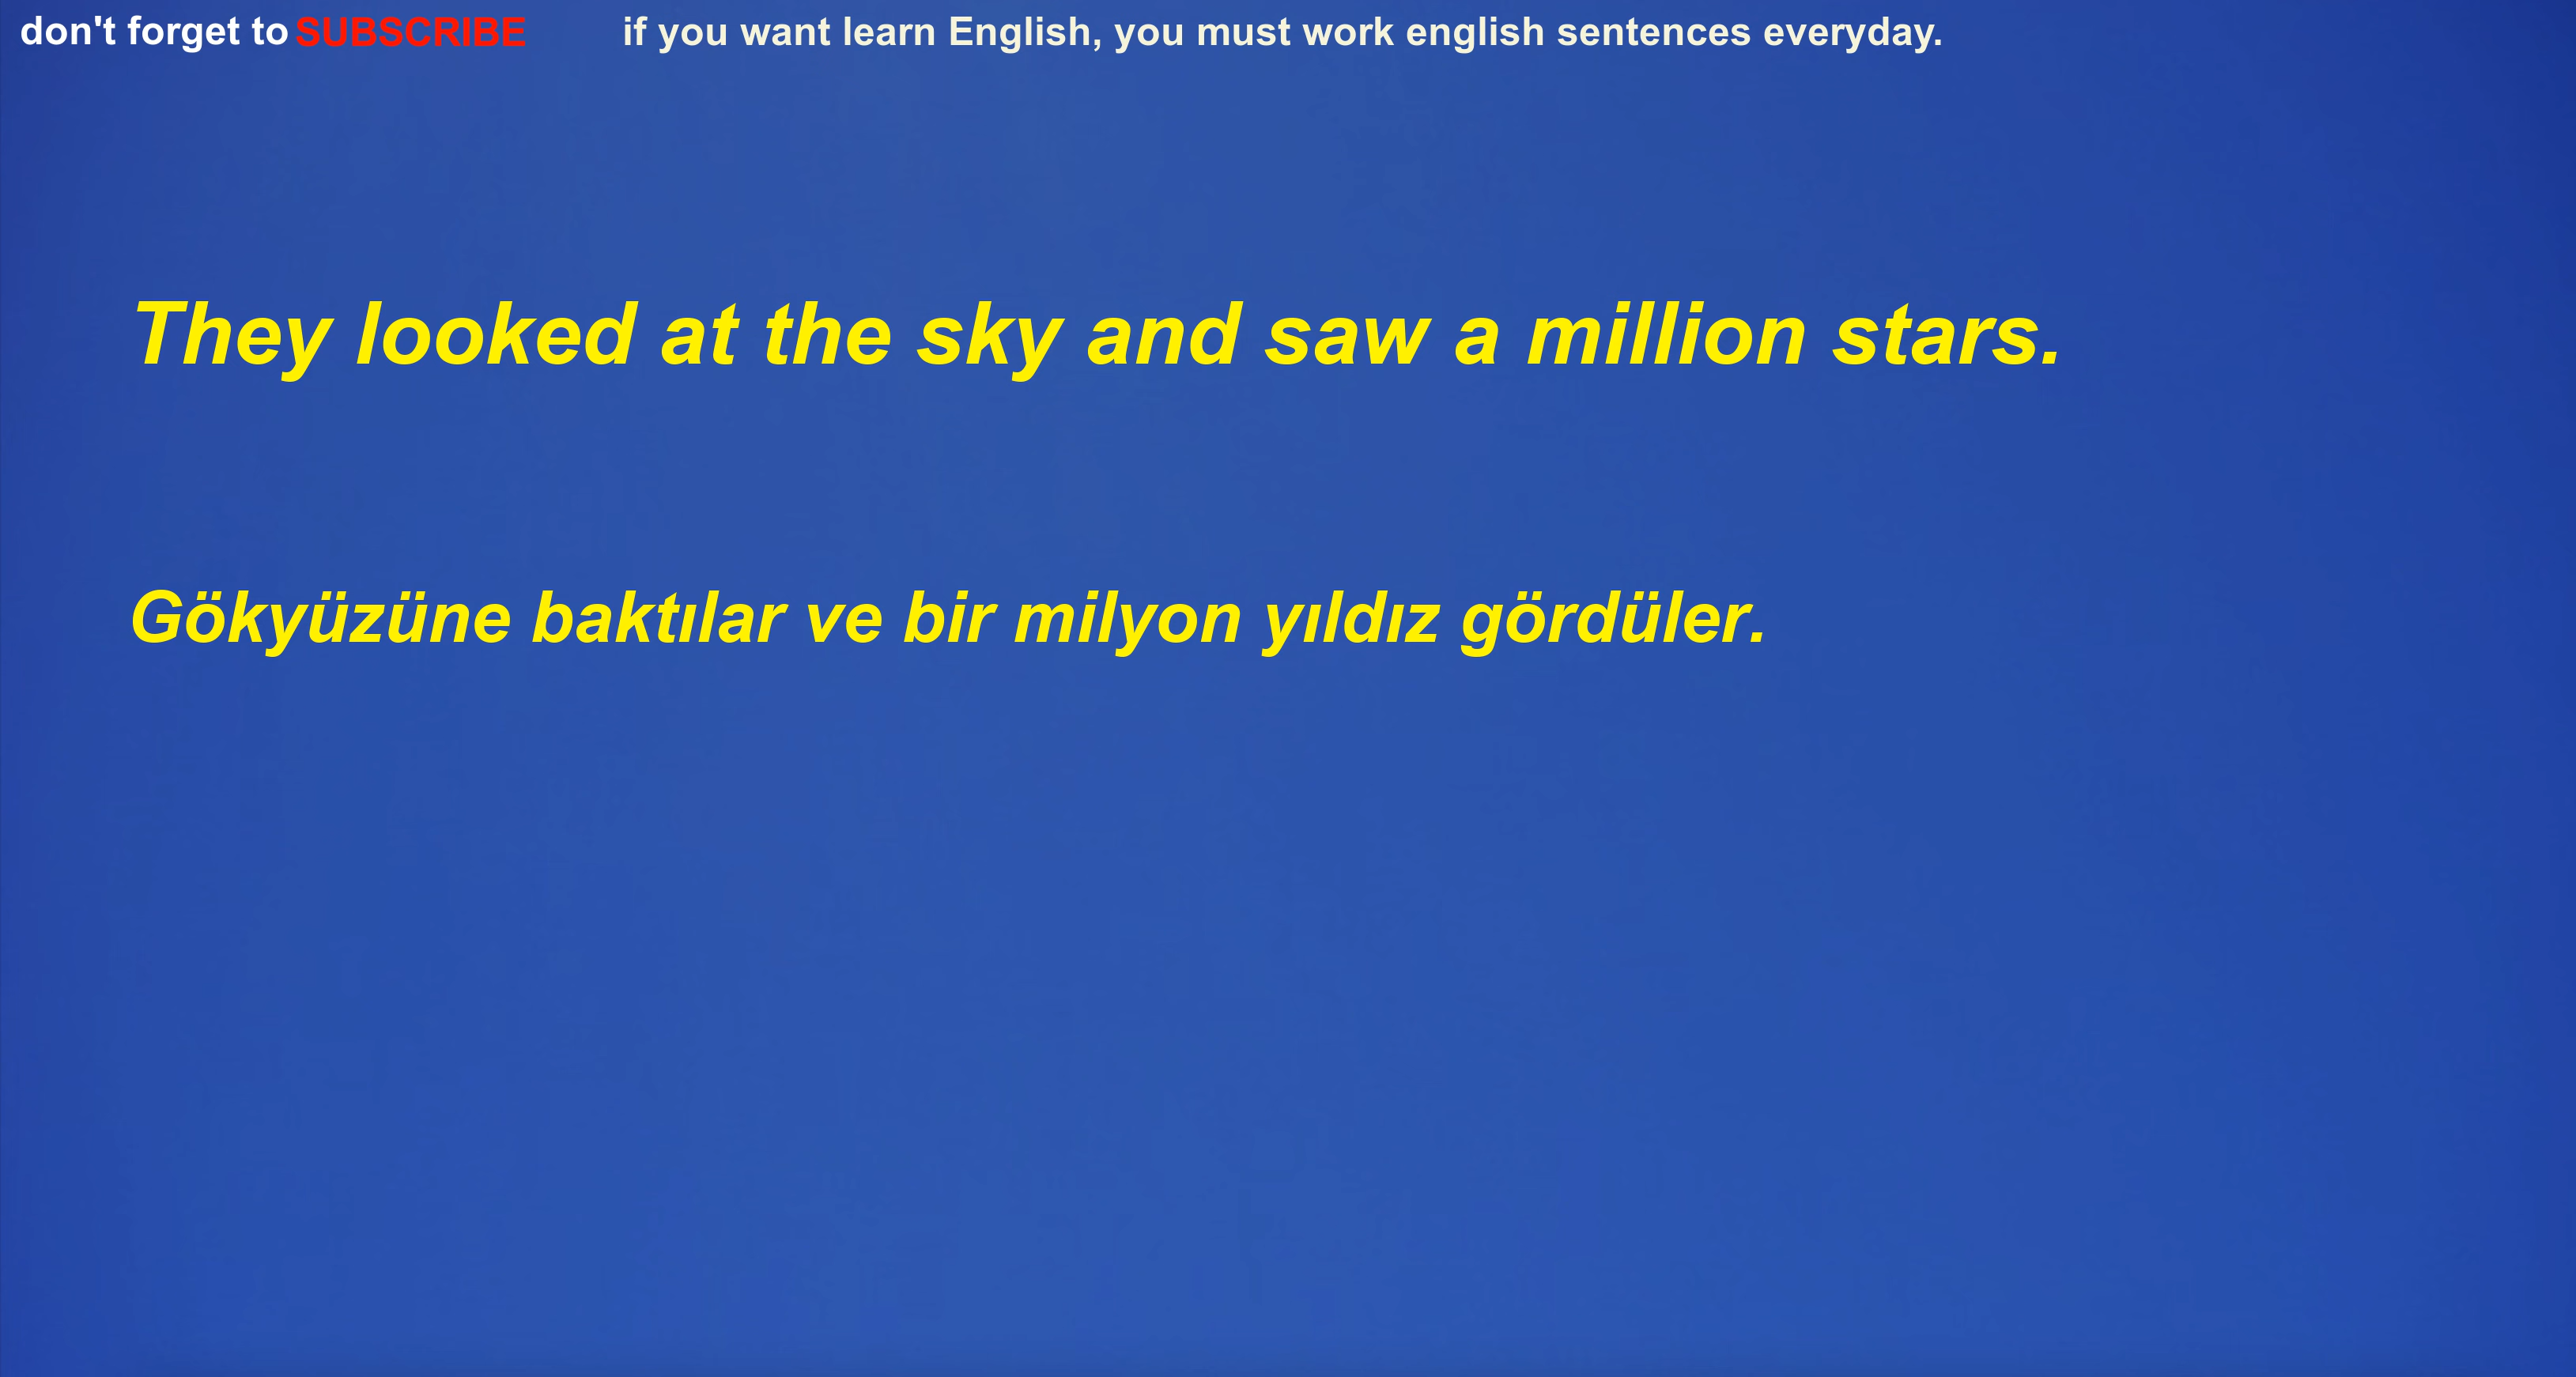 don't forget to SUBSCRIBE if you want learn English, you must work english sentences everyday.
They looked at the sky and saw a million stars.
Gökyüzüne baktılar ve bir milyon yıldız gördüler.